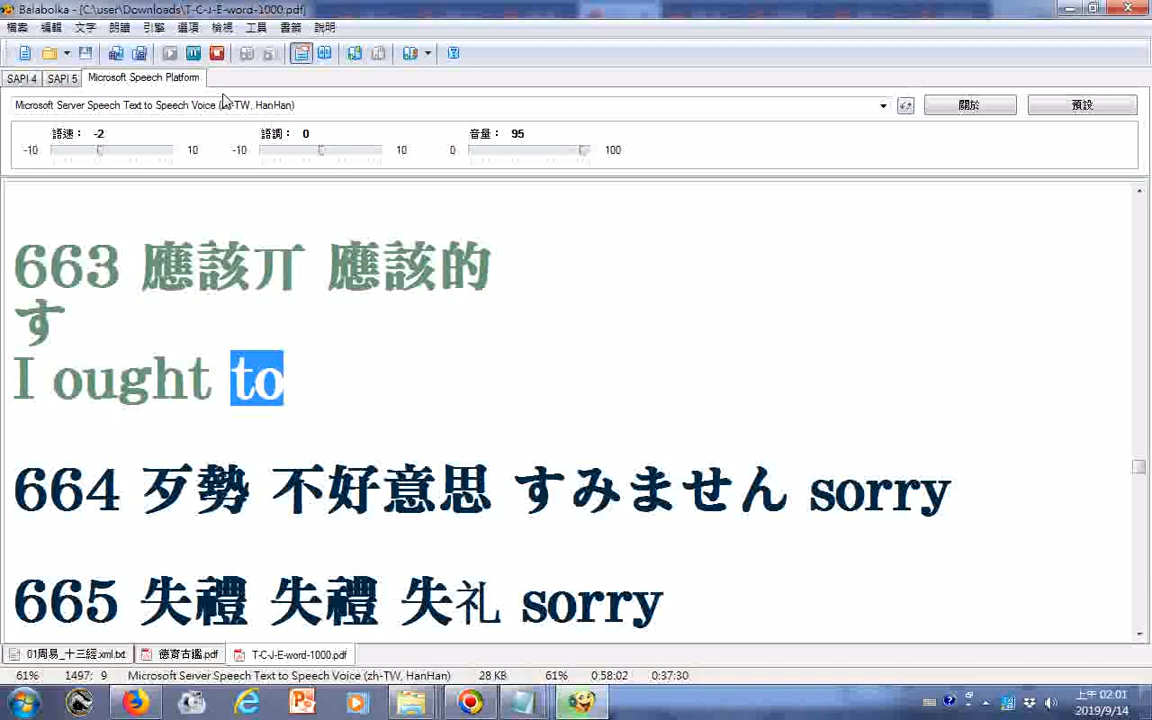 Balabolka - [C:\user\Downloads\T-C-J-E-word-1000.pdf]
檔案 編輯 文字 朗讀 引擎 選項 檢視 工具 書籤 說明
SAPI 4 SAPI 5 Microsoft Speech Platform
Microsoft Server Speech Text to Speech Voice (zh-TW, HanHan) 關於 預設
語速： -2 語調： 0 音量： 95
-10 10 -10 10 0 100
663 應該丌 應該的
す
I ought to
664 歹勢 不好意思 すみません sorry
665 失禮 失禮 失礼 sorry
01周易_十三經.xml.txt 德育古鑑.pdf T-C-J-E-word-1000.pdf
61% 1497: 9 Microsoft Server Speech Text to Speech Voice (zh-TW, HanHan) 28 KB 61% 0:58:02 0:37:30
上午 02:01
2019/9/14